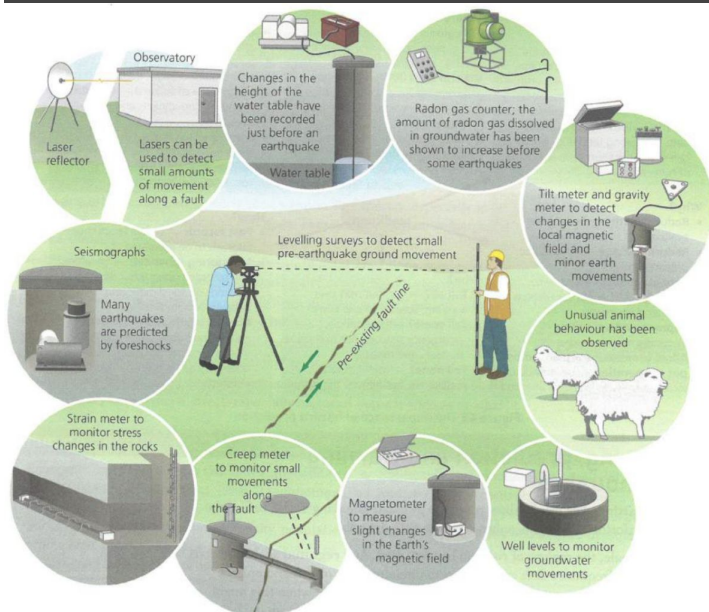 Observatory
Laser
reflector
Lasers can be
used to detect
small amounts
of movement
along a fault
Changes in the
height of the
water table have
been recorded
just before an
earthquake
Water table
Radon gas counter; the
amount of radon gas dissolved
in groundwater has been
shown to increase before
some earthquakes
Tilt meter and gravity
meter to detect
changes in the
local magnetic
field and
minor earth
movements
Seismographs
Many
earthquakes
are predicted
by foreshocks
Levelling surveys to detect small
pre-earthquake ground movement
Pre-existing fault line
Unusual animal
behaviour has been
observed
Strain meter to
monitor stress
changes in the rocks
Creep meter
to monitor small
movements
along
the fault
Magnetometer
to measure
slight changes
in the Earth's
magnetic field
Well levels to monitor
groundwater
movements